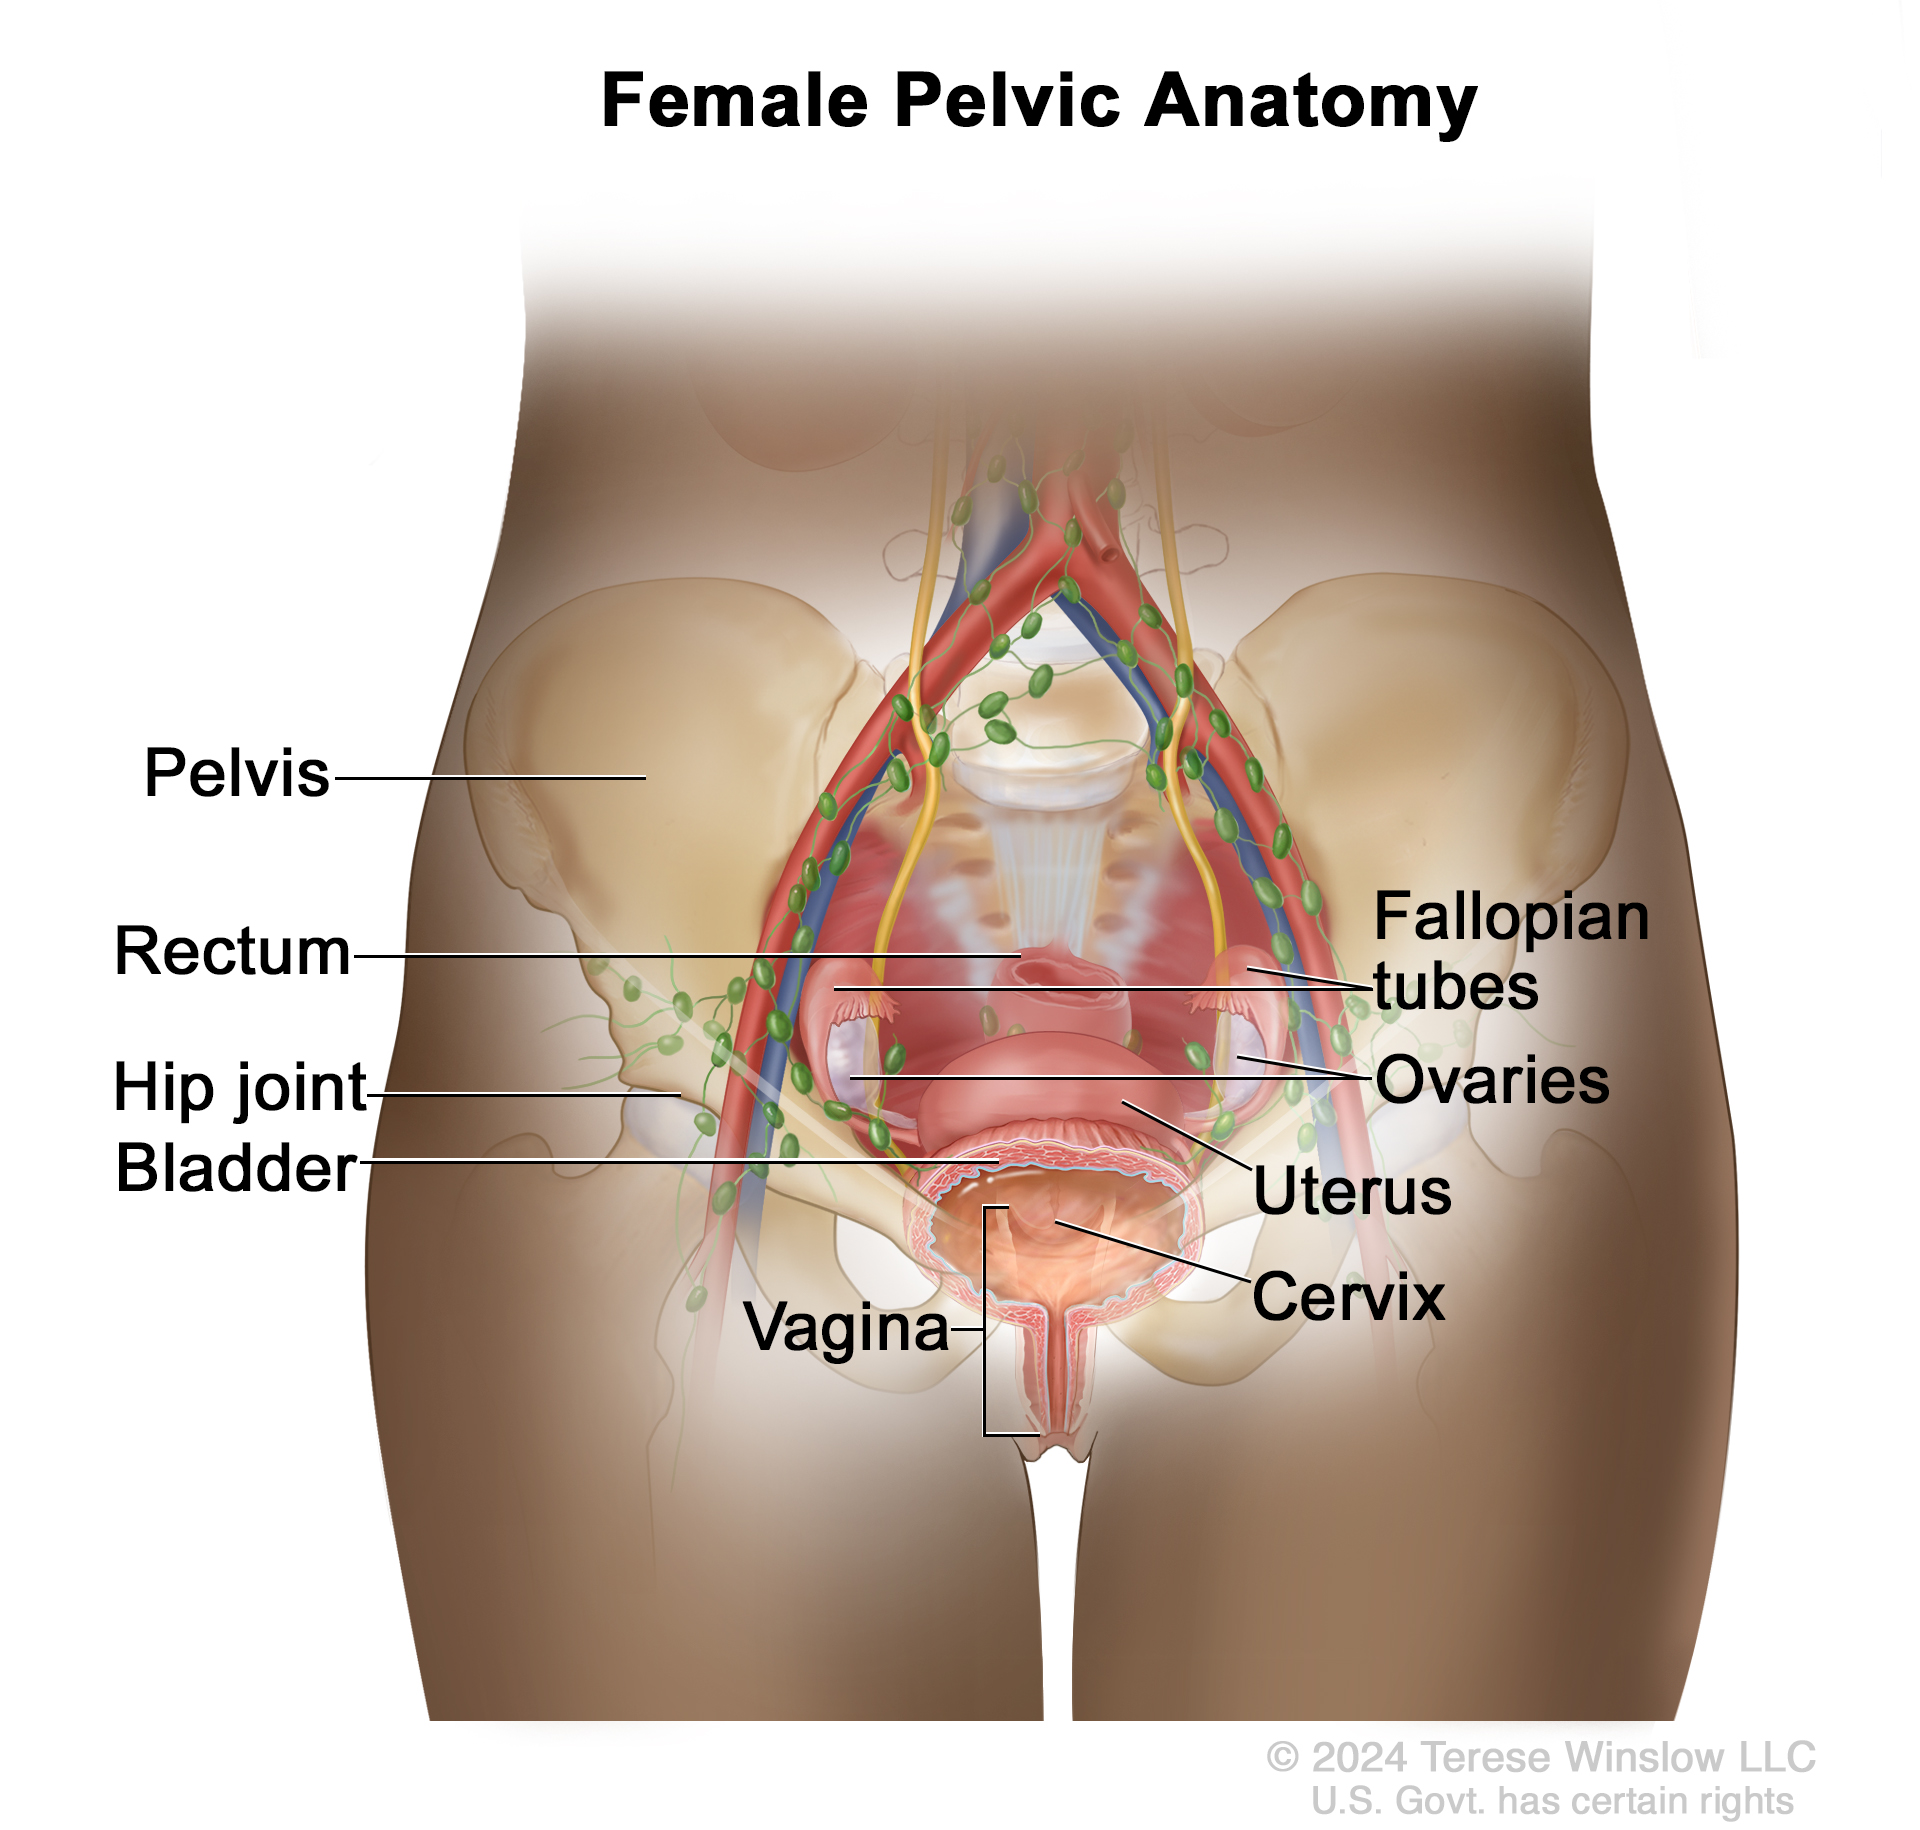 Female Pelvic Anatomy
Pelvis
Rectum
Fallopian
tubes
Hip joint
Ovaries
Bladder
Uterus
Vagina
Cervix
© 2024 Terese Winslow LLC
U.S. Govt. has certain rights